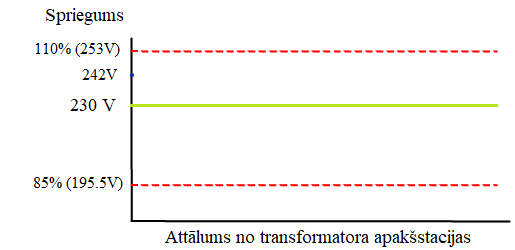 Spriegums
110% (253V)
242V
230 V
85% (195.5V)
Attālums no transformatora apakšstacijas